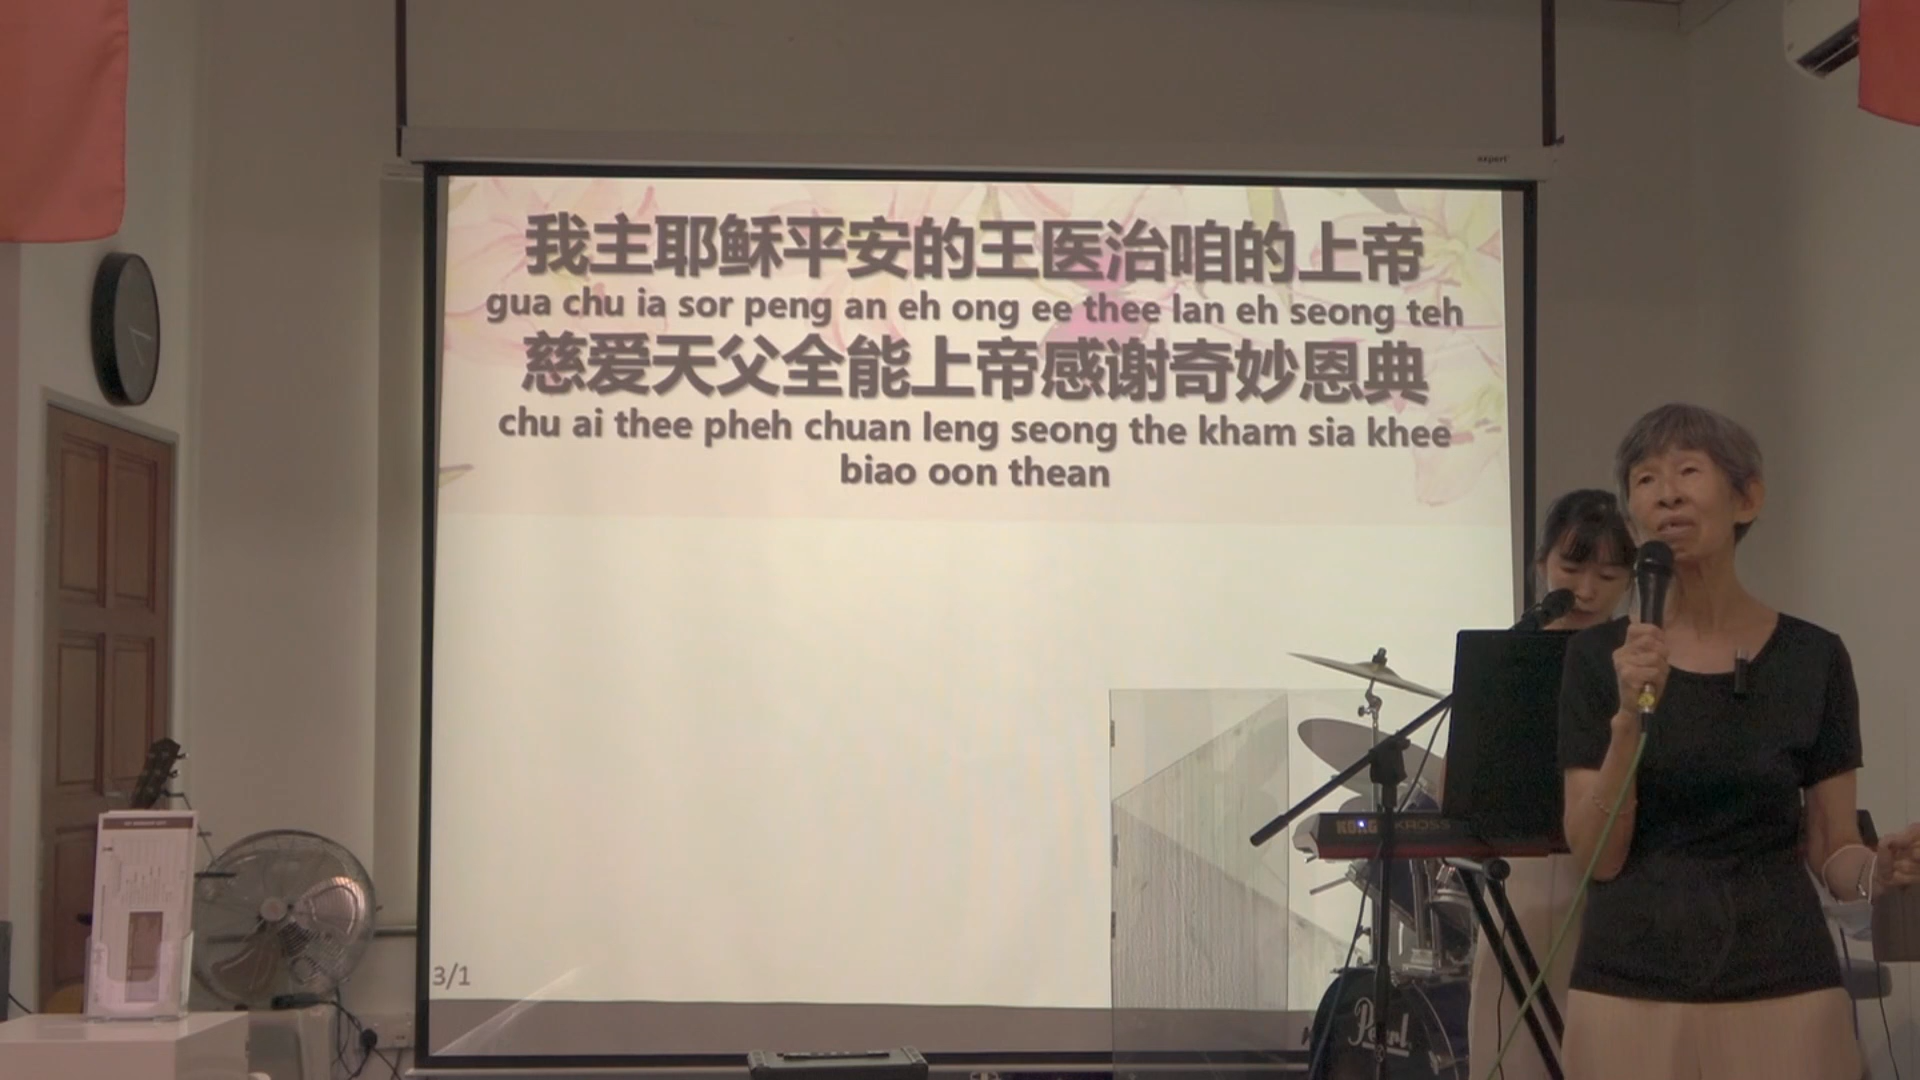 expert
我主耶稣平安的王医治咱的上帝
gua chu ia sor peng an eh ong ee thee lan eh seong teh
慈爱天父全能上帝感谢奇妙恩典
chu ai thee pheh chuan leng seong the kham sia khee
biao oon thean
KORG KROSS
3/1
Pearl